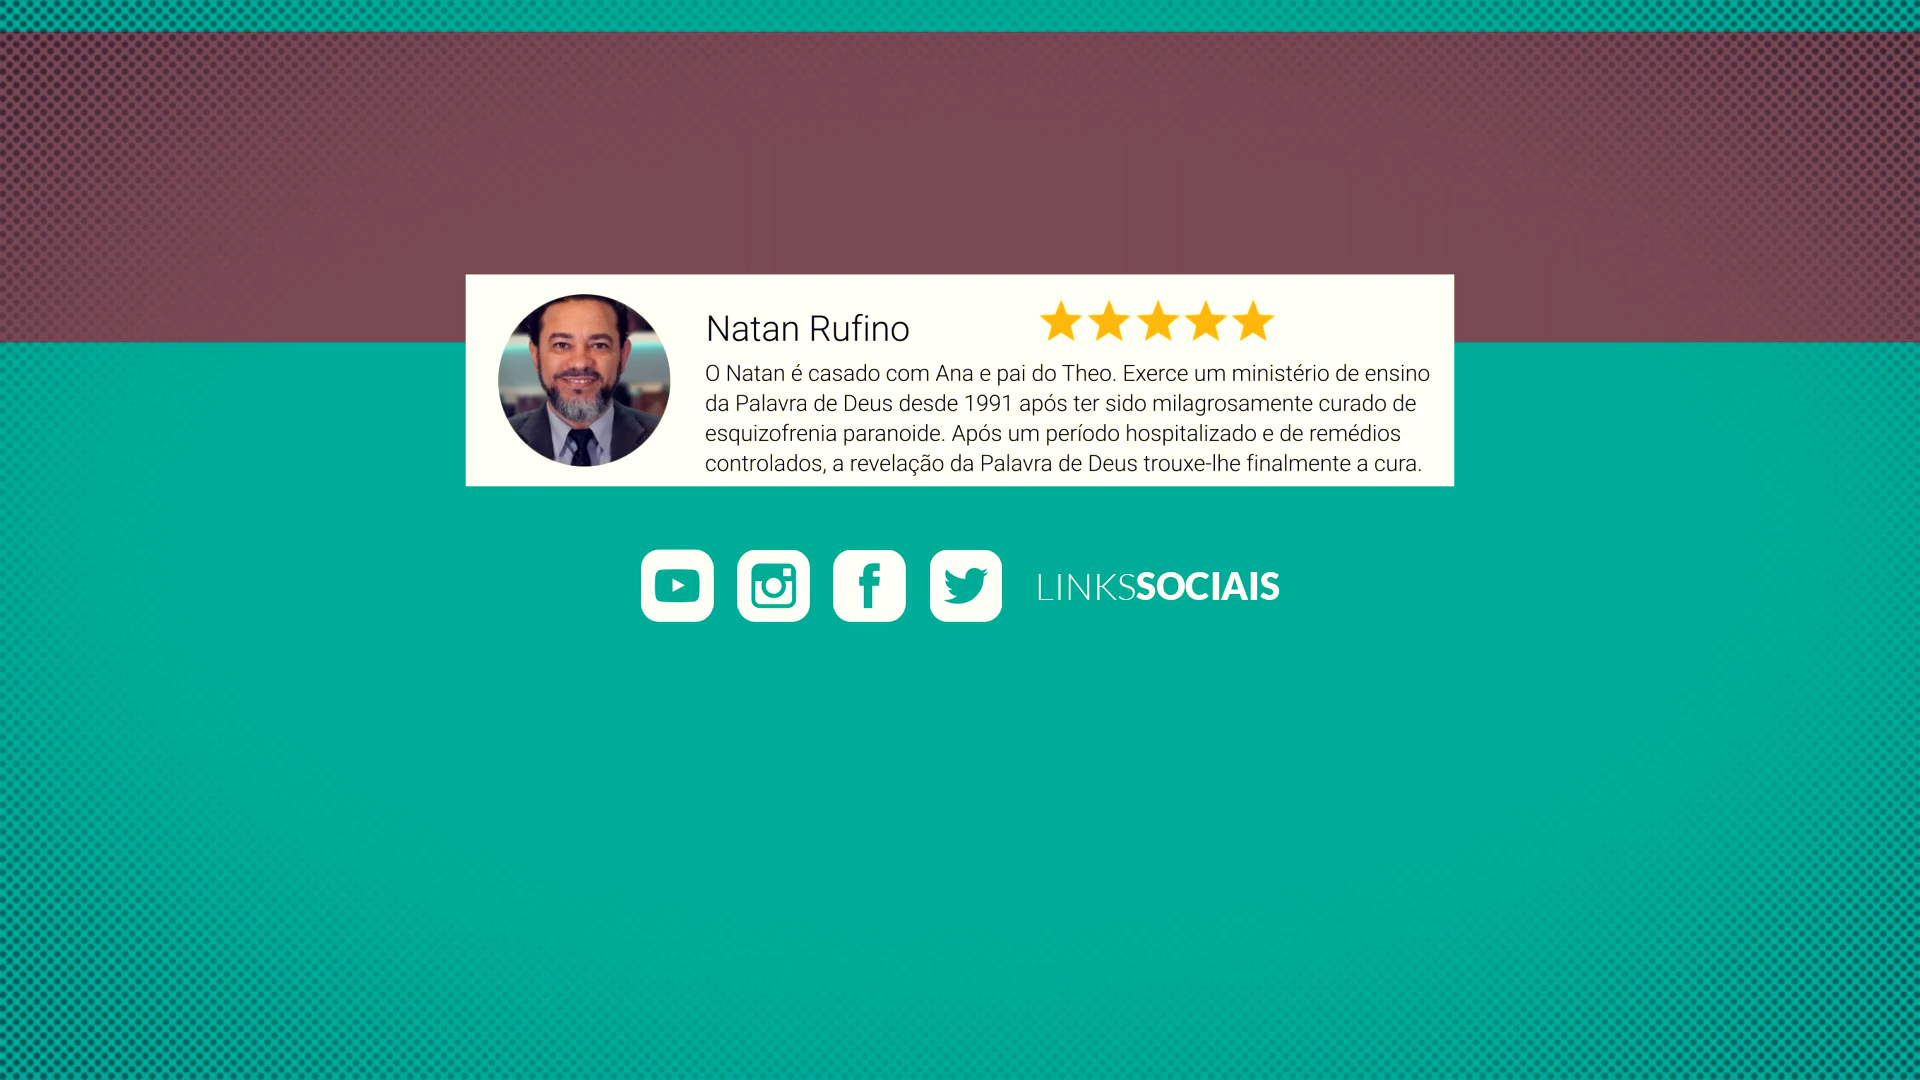 Natan Rufino
O Natan é casado com Ana e pai do Theo. Exerce um ministério de ensino
da Palavra de Deus desde 1991 após ter sido milagrosamente curado de
esquizofrenia paranoide. Após um período hospitalizado e de remédios
controlados, a revelação da Palavra de Deus trouxe-lhe finalmente a cura.
LINKSSOCIAIS